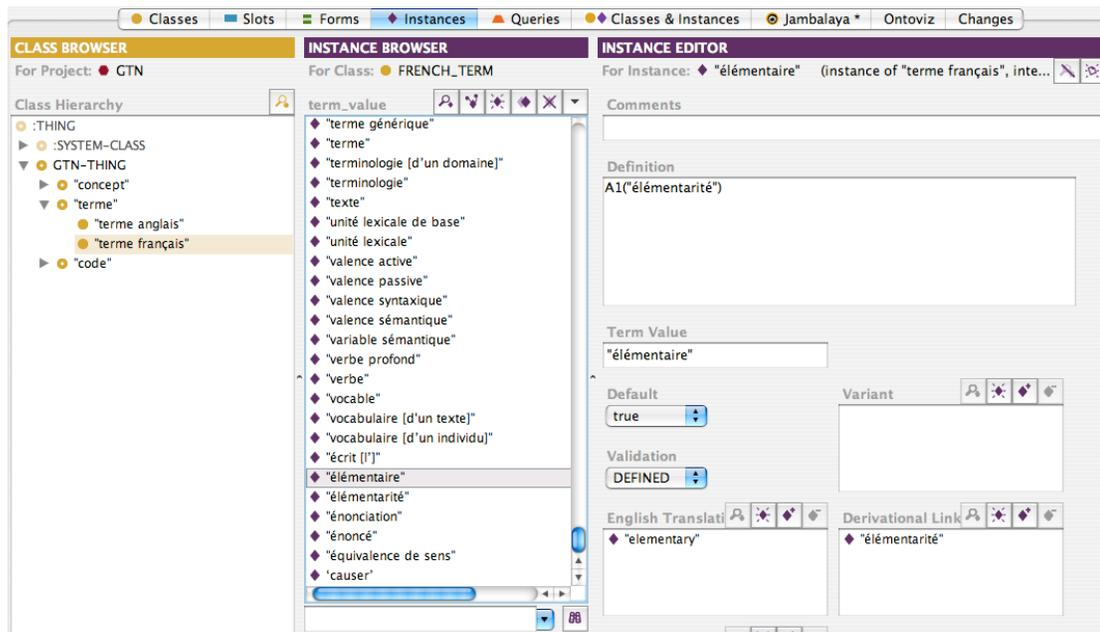 Classes Slots Forms Instances Queries Classes & Instances Jambalaya * Ontoviz Changes
CLASS BROWSER
For Project: GTN
Class Hierarchy
:THING
:SYSTEM-CLASS
GTN-THING
"concept"
"terme"
"terme anglais"
"terme français"
"code"
INSTANCE BROWSER
For Class: FRENCH_TERM
term_value
"terme générique"
"terme"
"terminologie [d'un domaine]"
"terminologie"
"texte"
"unité lexicale de base"
"unité lexicale"
"valence active"
"valence passive"
"valence syntaxique"
"valence sémantique"
"variable sémantique"
"verbe profond"
"verbe"
"vocable"
"vocabulaire [d'un texte]"
"vocabulaire [d'un individu]"
"écrit [l']"
"élémentaire"
"élémentarité"
"énonciation"
"énoncé"
"équivalence de sens"
'causer'
INSTANCE EDITOR
For Instance: "élémentaire" (instance of "terme français", inte...
Comments
Definition
A1("élémentarité")
Term Value
"élémentaire"
Default
true
Variant
Validation
DEFINED
English Translati
"elementary"
Derivational Link
"élémentarité"